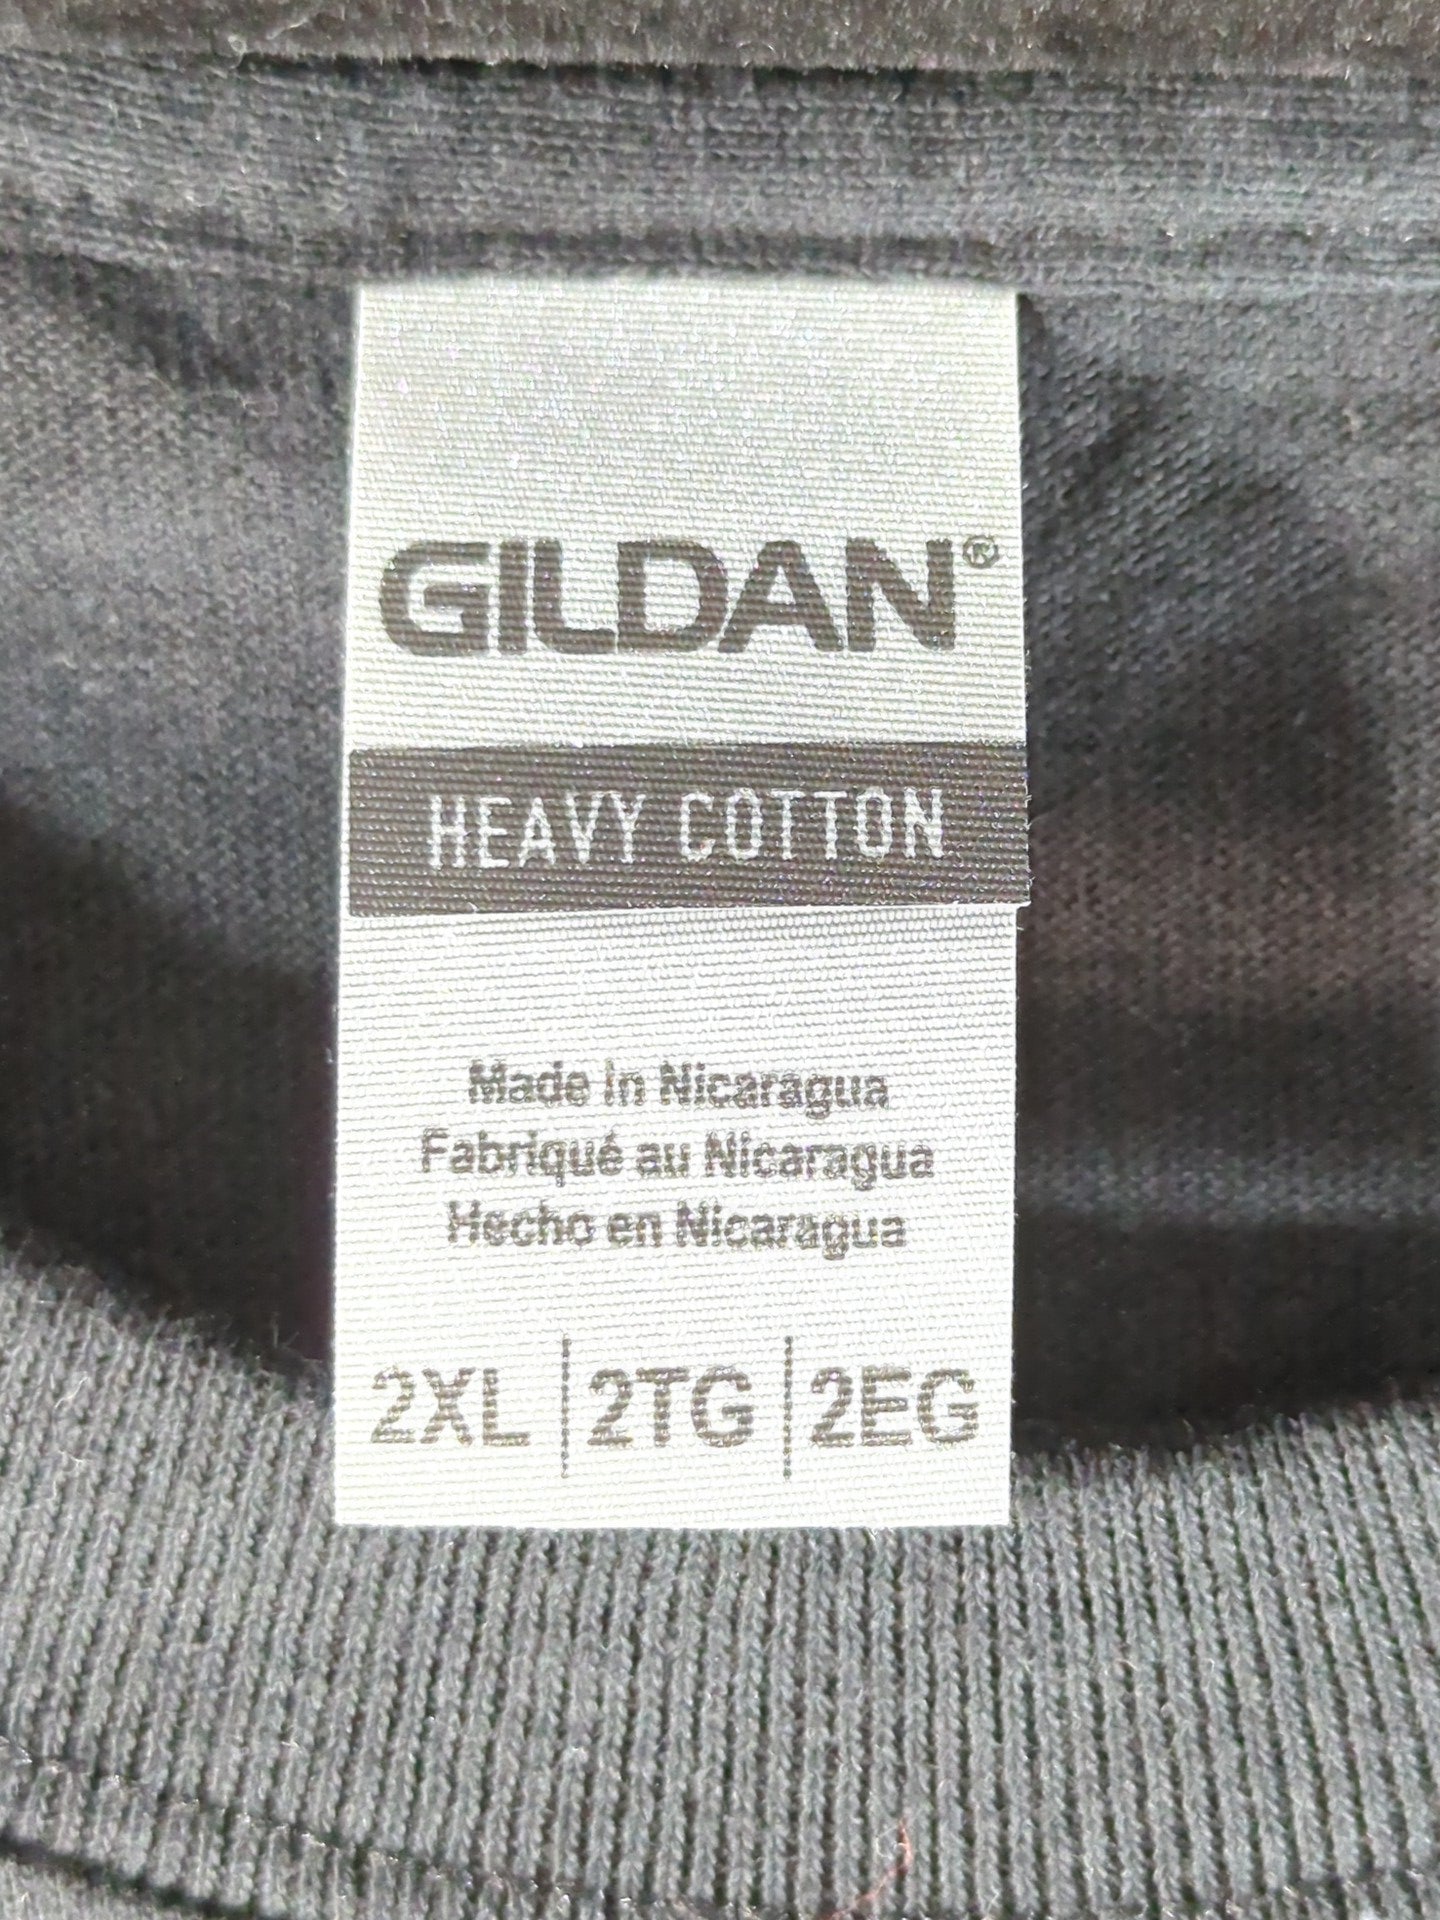 GILDAN®
HEAVY COTTON
Made in Nicaragua
Fabriqué au Nicaragua
Hecho en Nicaragua
2XL | 2TG | 2EG